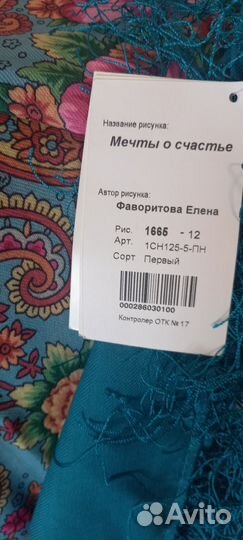 Название рисунка:
Мечты о счастье
Автор рисунка:
Фаворитова Елена
Рис. 1665 - 12
Арт. 1СН125-5-ПН
Сорт Первый
000286030100
Контролер ОТК № 17
Avito